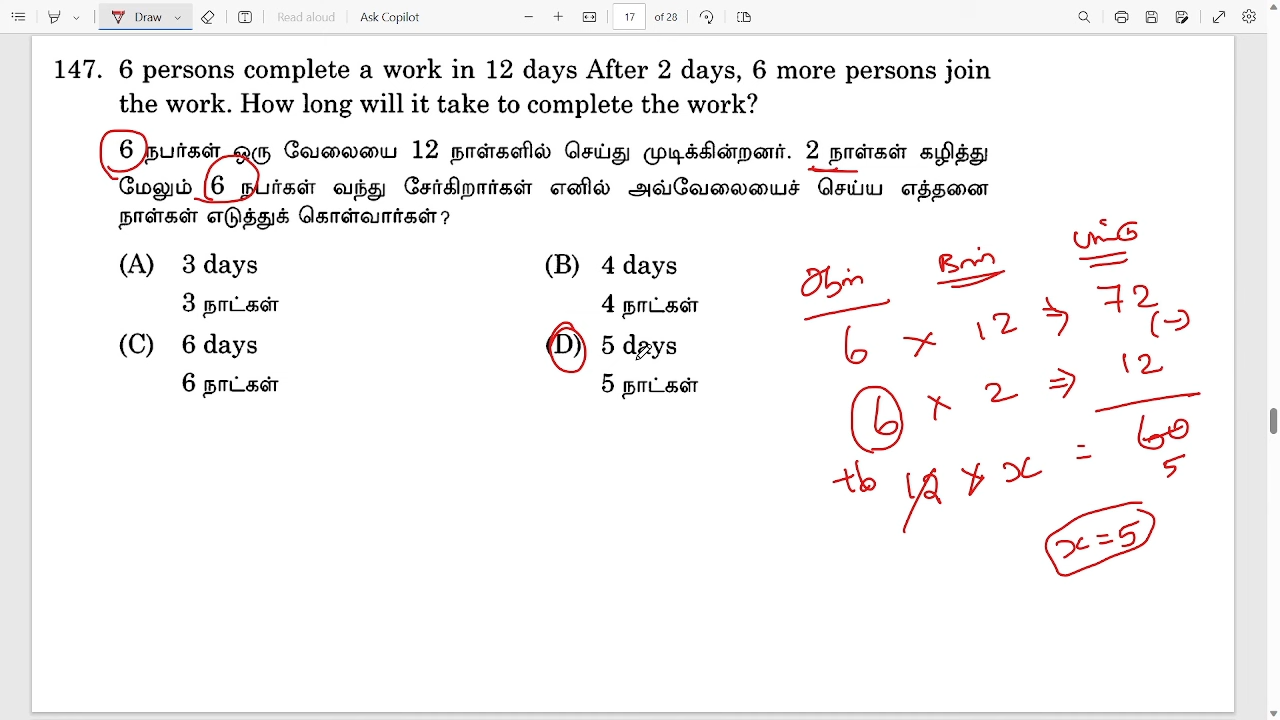 Draw
Read aloud
Ask Copilot
17
of 28
147. 6 persons complete a work in 12 days After 2 days, 6 more persons join
the work. How long will it take to complete the work?
6 நபர்கள் ஒரு வேலையை 12 நாள்களில் செய்து முடிக்கின்றனர். 2 நாள்கள் கழித்து
மேலும் 6 நபர்கள் வந்து சேர்கிறார்கள் எனில் அவ்வேலையைச் செய்ய எத்தனை
நாள்கள் எடுத்துக் கொள்வார்கள்?
(A) 3 days
3 நாட்கள்
(B) 4 days
4 நாட்கள்
(C) 6 days
6 நாட்கள்
(D) 5 days
5 நாட்கள்
6 × 12 ⇒ 72
(-)
6 × 2 ⇒ 12
+6 12 × x = 60
5
x = 5